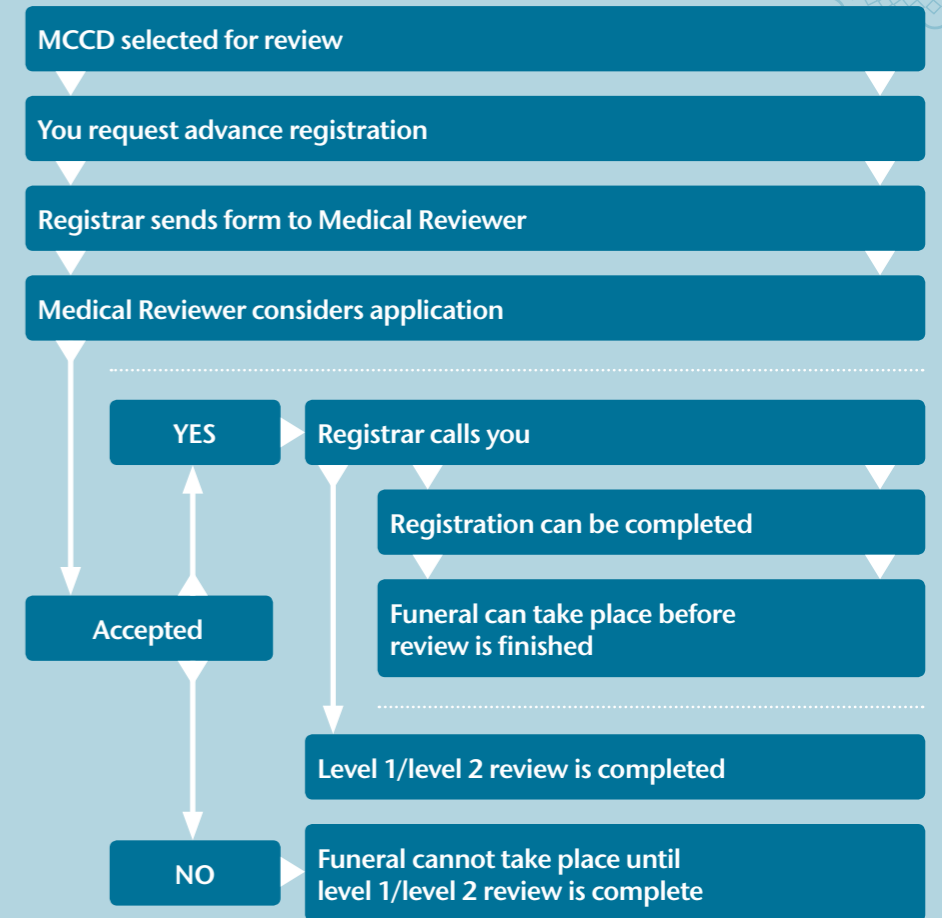 MCCD selected for review
You request advance registration
Registrar sends form to Medical Reviewer
Medical Reviewer considers application
YES
Registrar calls you
Registration can be completed
Funeral can take place before
review is finished
Accepted
Level 1/level 2 review is completed
NO
Funeral cannot take place until
level 1/level 2 review is complete